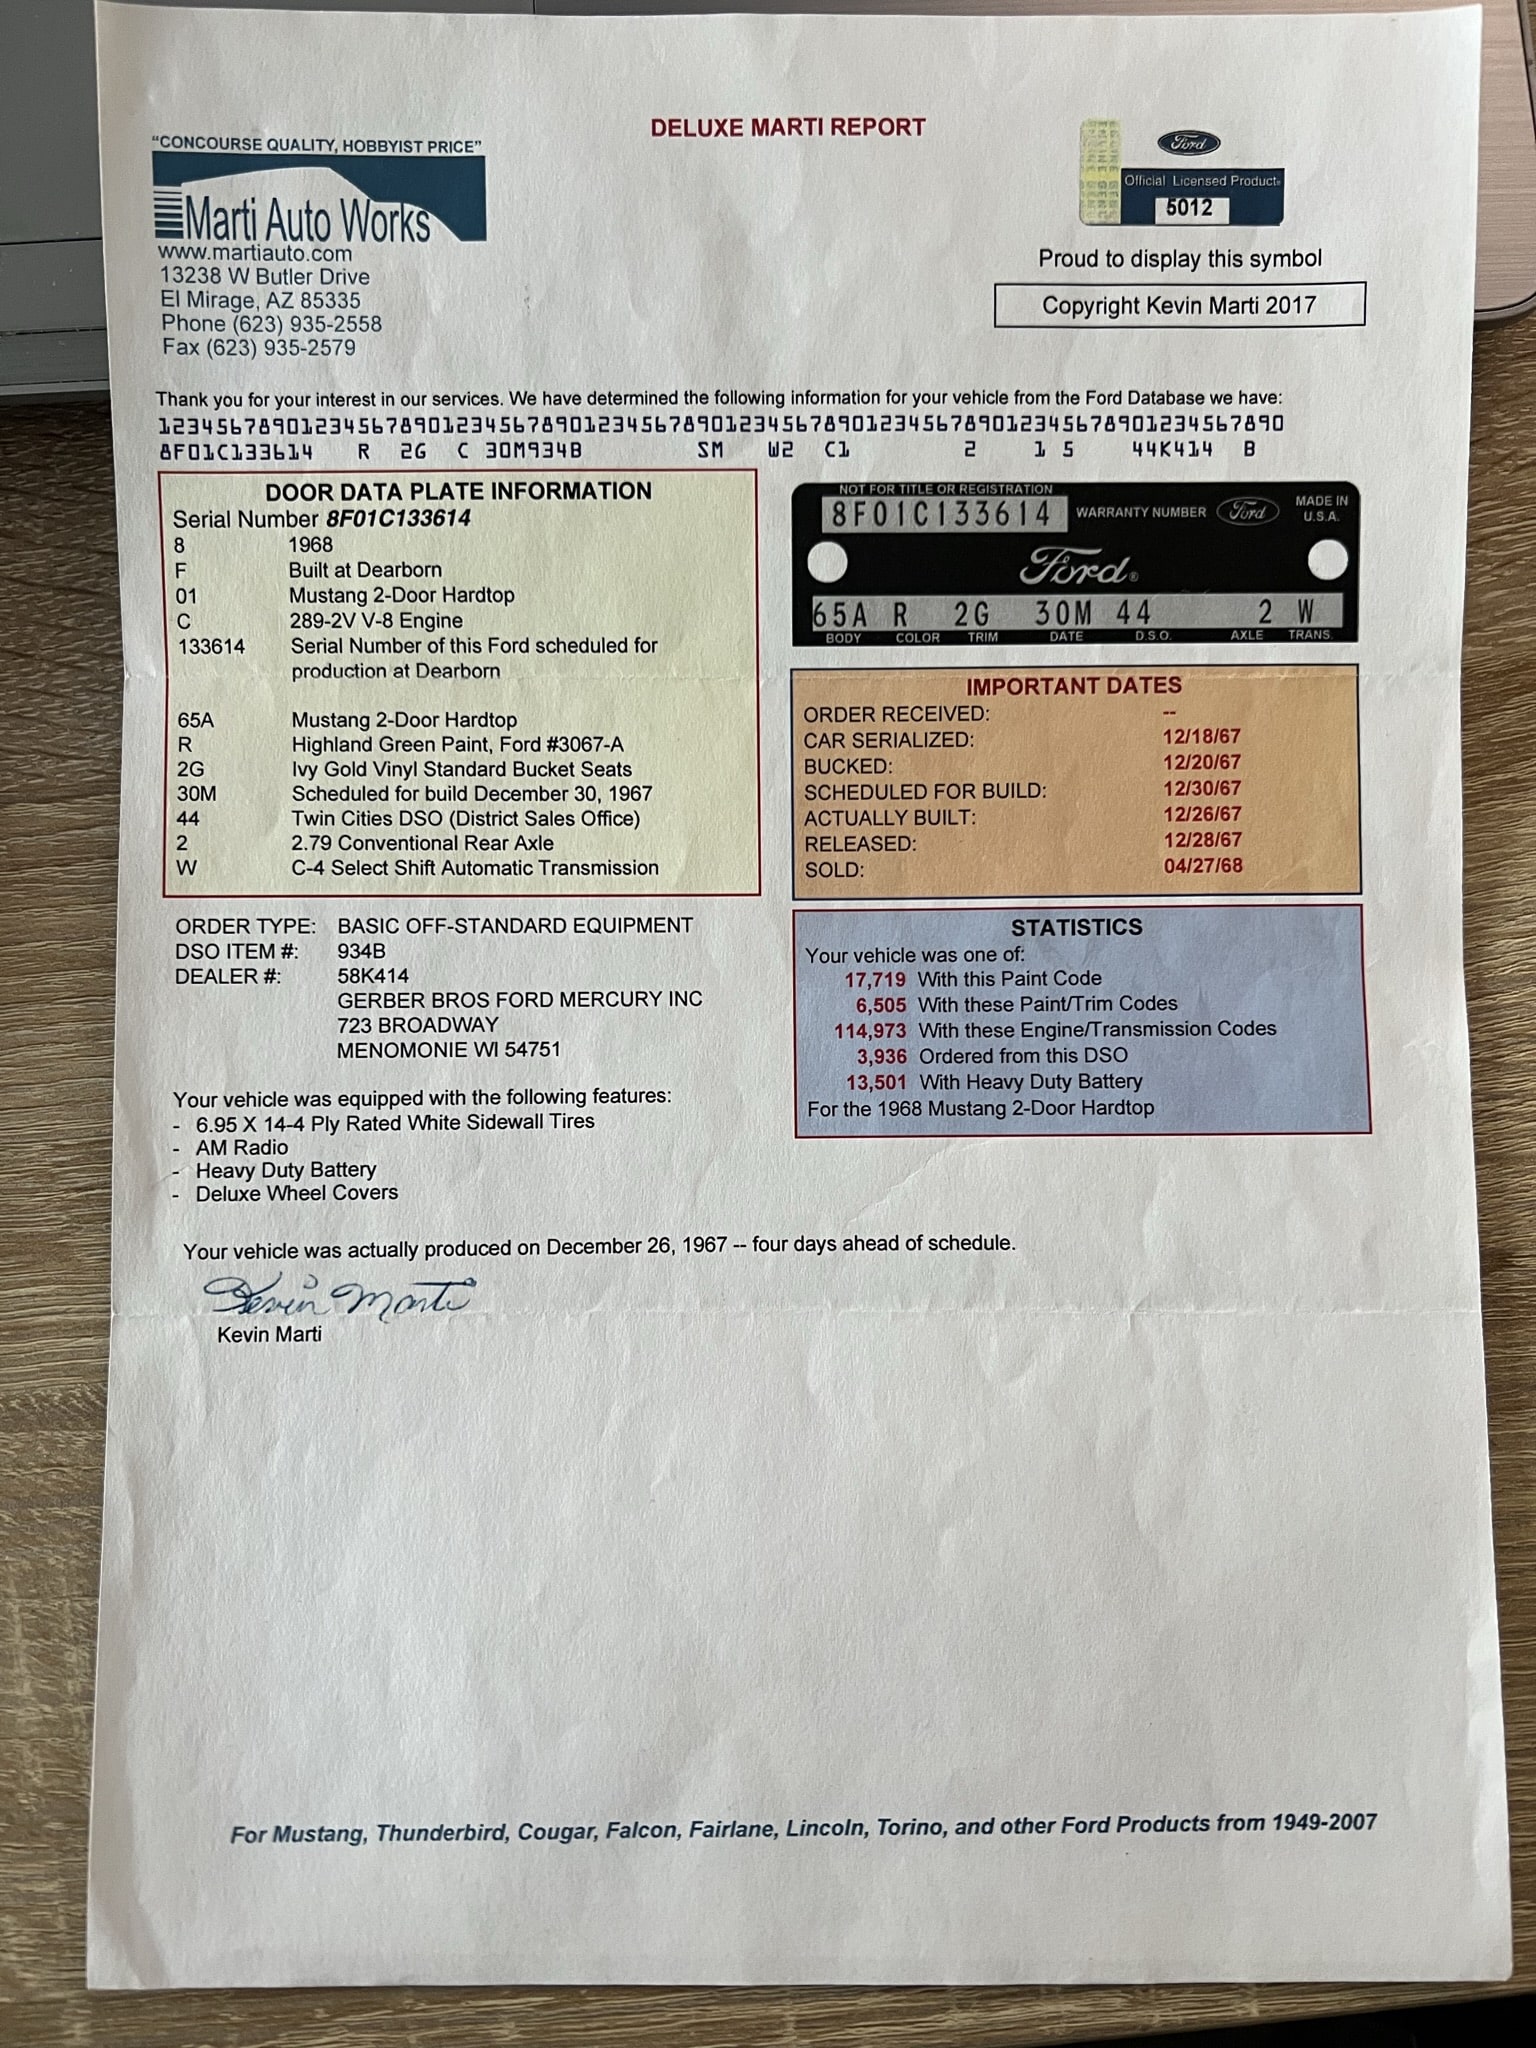 DELUXE MARTI REPORT
"CONCOURSE QUALITY, HOBBYIST PRICE"
Marti Auto Works
www.martiauto.com
13238 W Butler Drive
El Mirage, AZ 85335
Phone (623) 935-2558
Fax (623) 935-2579
Ford
Official Licensed Product
5012
Proud to display this symbol
Copyright Kevin Marti 2017
Thank you for your interest in our services. We have determined the following information for your vehicle from the Ford Database we have:
12345678901234567890123456789012345678901234567890123456789012345678901234567890
8F01C133614 R 2G C 30M934B SM W2 C1 2 1 5 44K414 B
DOOR DATA PLATE INFORMATION
Serial Number 8F01C133614
8 1968
F Built at Dearborn
01 Mustang 2-Door Hardtop
C 289-2V V-8 Engine
133614 Serial Number of this Ford scheduled for
production at Dearborn
65A Mustang 2-Door Hardtop
R Highland Green Paint, Ford #3067-A
2G Ivy Gold Vinyl Standard Bucket Seats
30M Scheduled for build December 30, 1967
44 Twin Cities DSO (District Sales Office)
2 2.79 Conventional Rear Axle
W C-4 Select Shift Automatic Transmission
NOT FOR TITLE OR REGISTRATION
8F01C133614 WARRANTY NUMBER Ford MADE IN
U.S.A.
Ford®
65A R 2G 30M 44 2 W
BODY COLOR TRIM DATE D.S.O. AXLE TRANS.
IMPORTANT DATES
ORDER RECEIVED: --
CAR SERIALIZED: 12/18/67
BUCKED: 12/20/67
SCHEDULED FOR BUILD: 12/30/67
ACTUALLY BUILT: 12/26/67
RELEASED: 12/28/67
SOLD: 04/27/68
ORDER TYPE: BASIC OFF-STANDARD EQUIPMENT
DSO ITEM #: 934B
DEALER #: 58K414
GERBER BROS FORD MERCURY INC
723 BROADWAY
MENOMONIE WI 54751
STATISTICS
Your vehicle was one of:
17,719 With this Paint Code
6,505 With these Paint/Trim Codes
114,973 With these Engine/Transmission Codes
3,936 Ordered from this DSO
13,501 With Heavy Duty Battery
For the 1968 Mustang 2-Door Hardtop
Your vehicle was equipped with the following features:
- 6.95 X 14-4 Ply Rated White Sidewall Tires
- AM Radio
- Heavy Duty Battery
- Deluxe Wheel Covers
Your vehicle was actually produced on December 26, 1967 -- four days ahead of schedule.
Kevin Marti
Kevin Marti
For Mustang, Thunderbird, Cougar, Falcon, Fairlane, Lincoln, Torino, and other Ford Products from 1949-2007